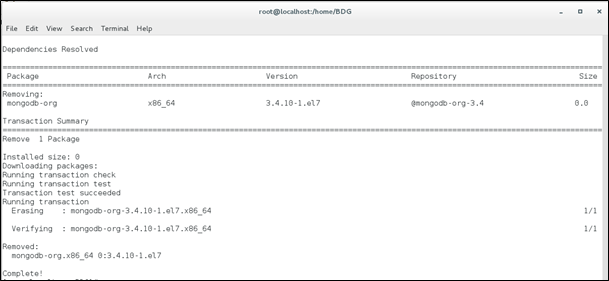 root@localhost:/home/BDG
File Edit View Search Terminal Help
Dependencies Resolved
================================================================================
Package Arch Version Repository Size
================================================================================
Removing:
mongodb-org x86_64 3.4.10-1.el7 @mongodb-org-3.4 0.0
Transaction Summary
================================================================================
Remove 1 Package
Installed size: 0
Downloading packages:
Running transaction check
Running transaction test
Transaction test succeeded
Running transaction
Erasing : mongodb-org-3.4.10-1.el7.x86_64 1/1
Verifying : mongodb-org-3.4.10-1.el7.x86_64 1/1
Removed:
mongodb-org.x86_64 0:3.4.10-1.el7
Complete!